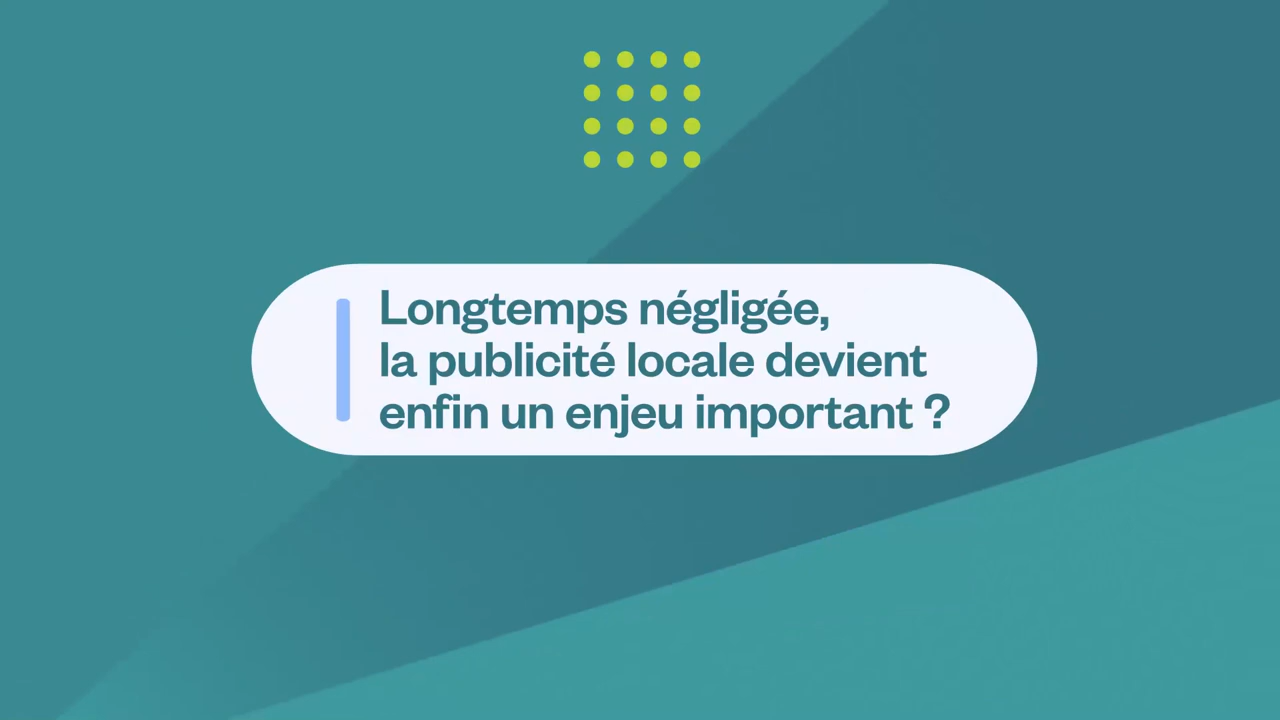 Longtemps négligée,
la publicité locale devient
enfin un enjeu important ?